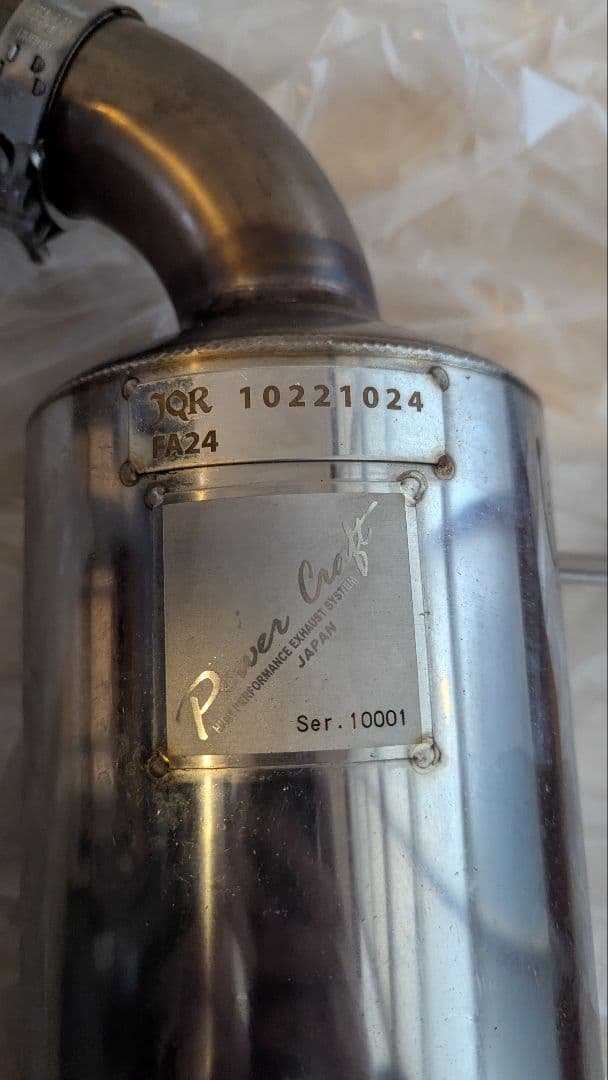 JQR 10221024
FA24
Power Craft
HIGH PERFORMANCE EXHAUST SYSTEM
JAPAN
Ser.10001